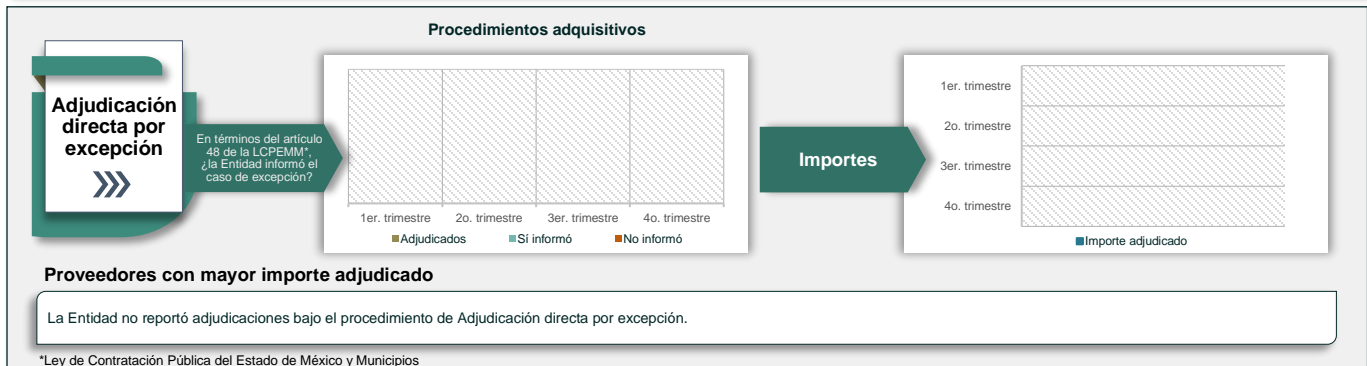 Procedimientos adquisitivos
Adjudicación
directa por
excepción
En términos del artículo
48 de la LCPEMM*,
¿la Entidad informó el
caso de excepción?
1er. trimestre 2o. trimestre 3er. trimestre 4o. trimestre
Adjudicados Sí informó No informó
Importes
1er. trimestre
2o. trimestre
3er. trimestre
4o. trimestre
Importe adjudicado
Proveedores con mayor importe adjudicado
La Entidad no reportó adjudicaciones bajo el procedimiento de Adjudicación directa por excepción.
*Ley de Contratación Pública del Estado de México y Municipios